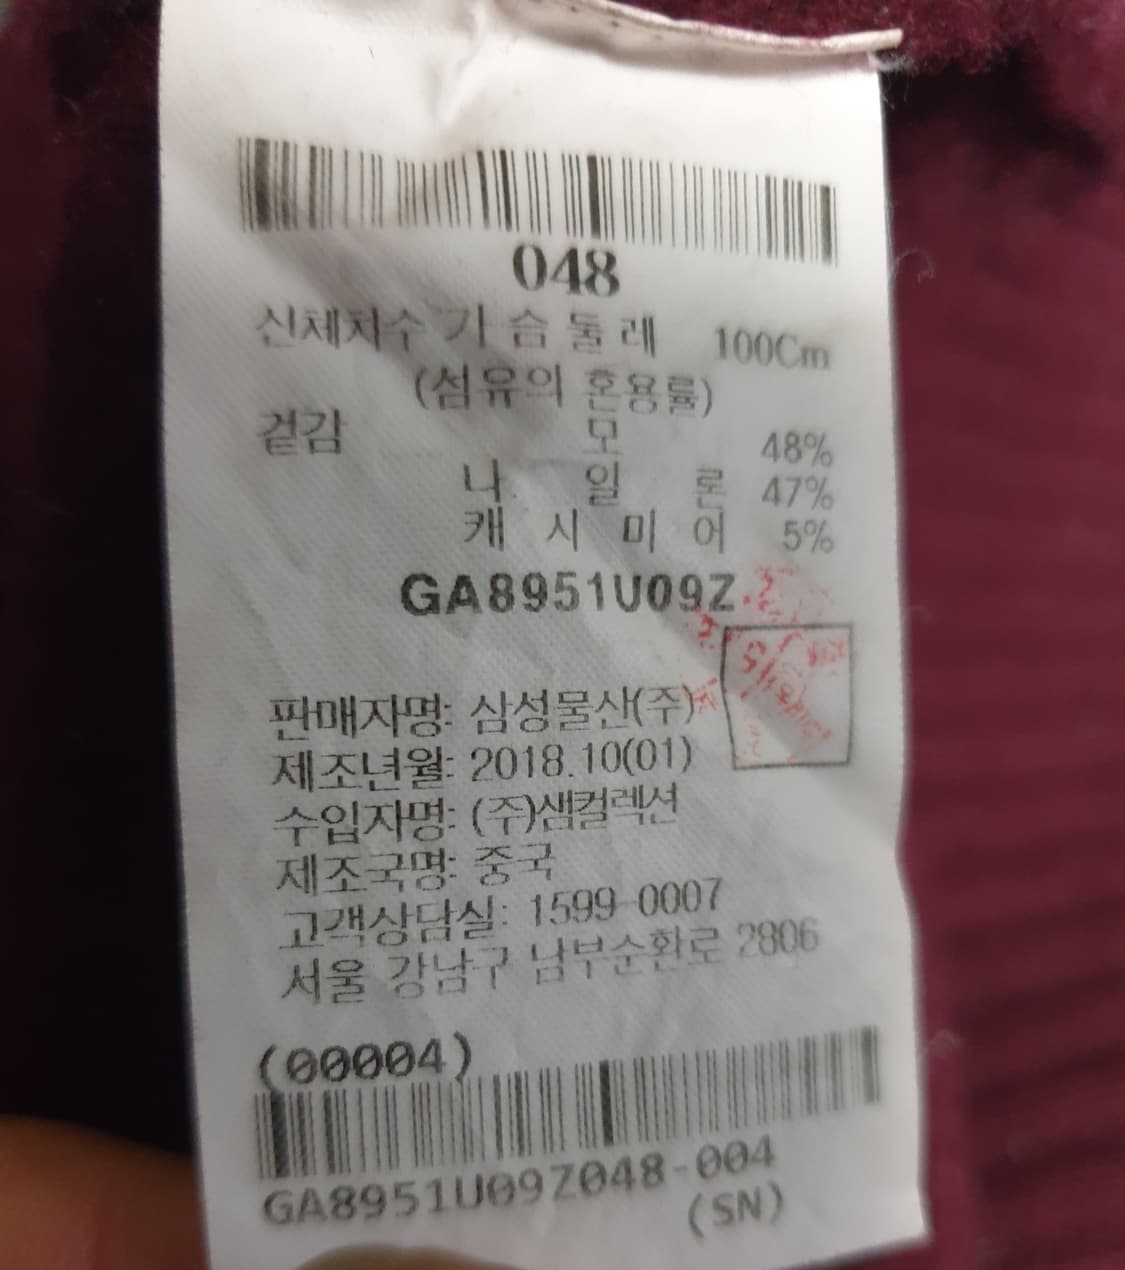 048
신체치수 가슴둘레 100Cm
(섬유의 혼용률)
겉감 모 48%
나일론 47%
캐시미어 5%
GA8951U09Z
판매자명: 삼성물산(주)
제조년월: 2018.10(01)
수입자명: (주)샘컬렉션
제조국명: 중국
고객상담실: 1599-0007
서울 강남구 남부순환로 2806
(00004)
GA8951U09Z048-004
(SN)